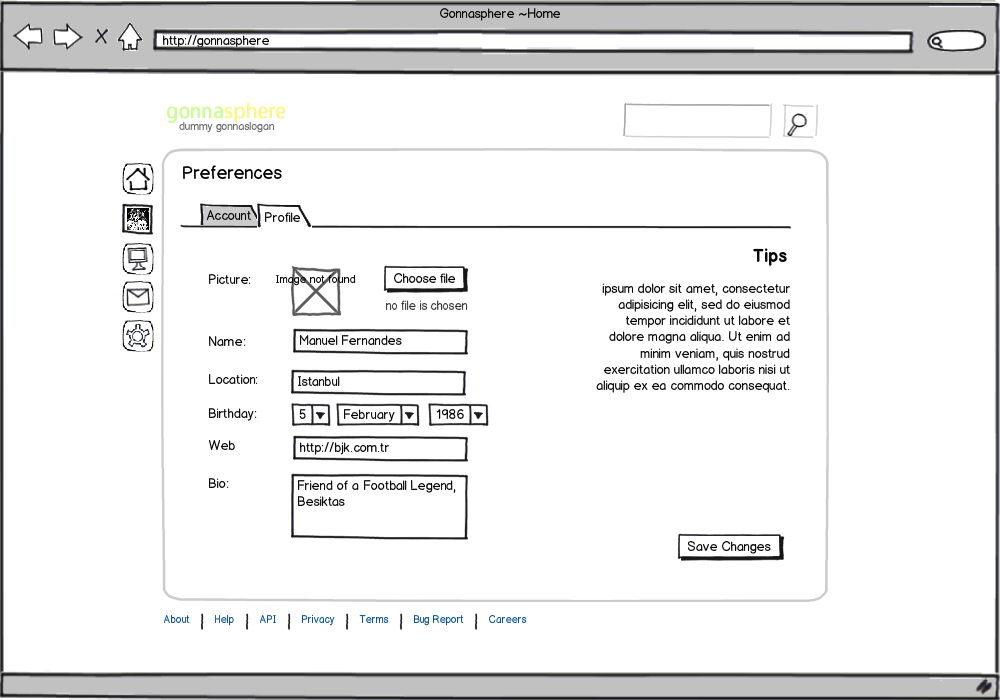 Gonnasphere ~Home
http://gonnasphere
gonnasphere
dummy gonnaslogan
Preferences
Account
Profile
Tips
ipsum dolor sit amet, consectetur
adipisicing elit, sed do eiusmod
tempor incididunt ut labore et
dolore magna aliqua. Ut enim ad
minim veniam, quis nostrud
exercitation ullamco laboris nisi ut
aliquip ex ea commodo consequat.
Picture:
Image not found
Choose file
no file is chosen
Name:
Manuel Fernandes
Location:
Istanbul
Birthday:
5
February
1986
Web
http://bjk.com.tr
Bio:
Friend of a Football Legend,
Besiktas
Save Changes
About | Help | API | Privacy | Terms | Bug Report | Careers